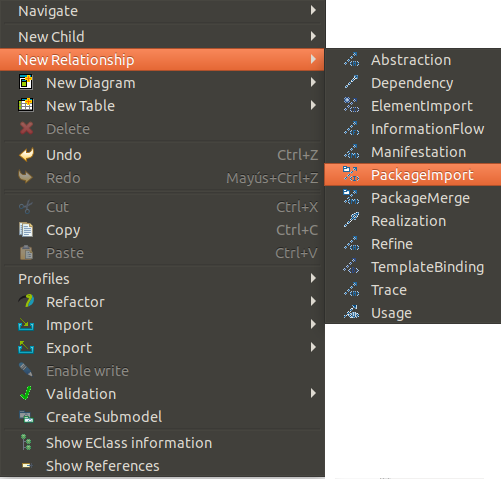 Navigate
New Child
New Relationship
New Diagram
New Table
Delete
Undo Ctrl+Z
Redo Mayús+Ctrl+Z
Cut Ctrl+X
Copy Ctrl+C
Paste Ctrl+V
Profiles
Refactor
Import
Export
Enable write
Validation
Create Submodel
Show EClass information
Show References
Abstraction
Dependency
ElementImport
InformationFlow
Manifestation
PackageImport
PackageMerge
Realization
Refine
TemplateBinding
Trace
Usage